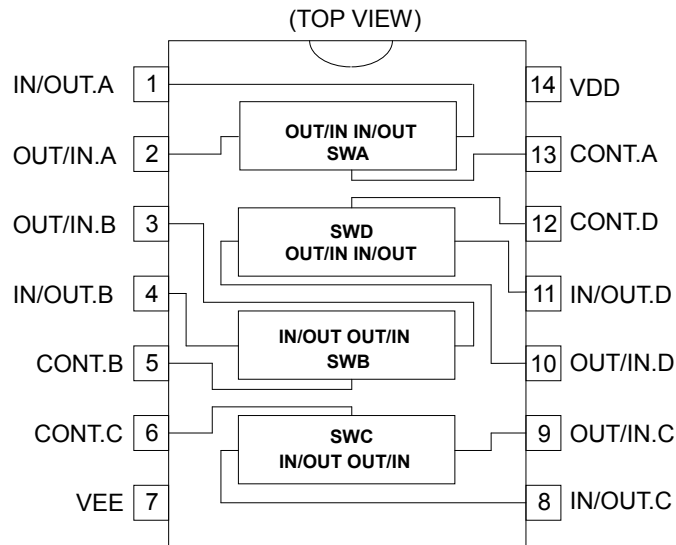 (TOP VIEW)
IN/OUT.A 1
14 VDD
OUT/IN IN/OUT
SWA
OUT/IN.A 2
13 CONT.A
OUT/IN.B 3
12 CONT.D
SWD
OUT/IN IN/OUT
IN/OUT.B 4
11 IN/OUT.D
IN/OUT OUT/IN
SWB
CONT.B 5
10 OUT/IN.D
CONT.C 6
9 OUT/IN.C
SWC
IN/OUT OUT/IN
VEE 7
8 IN/OUT.C